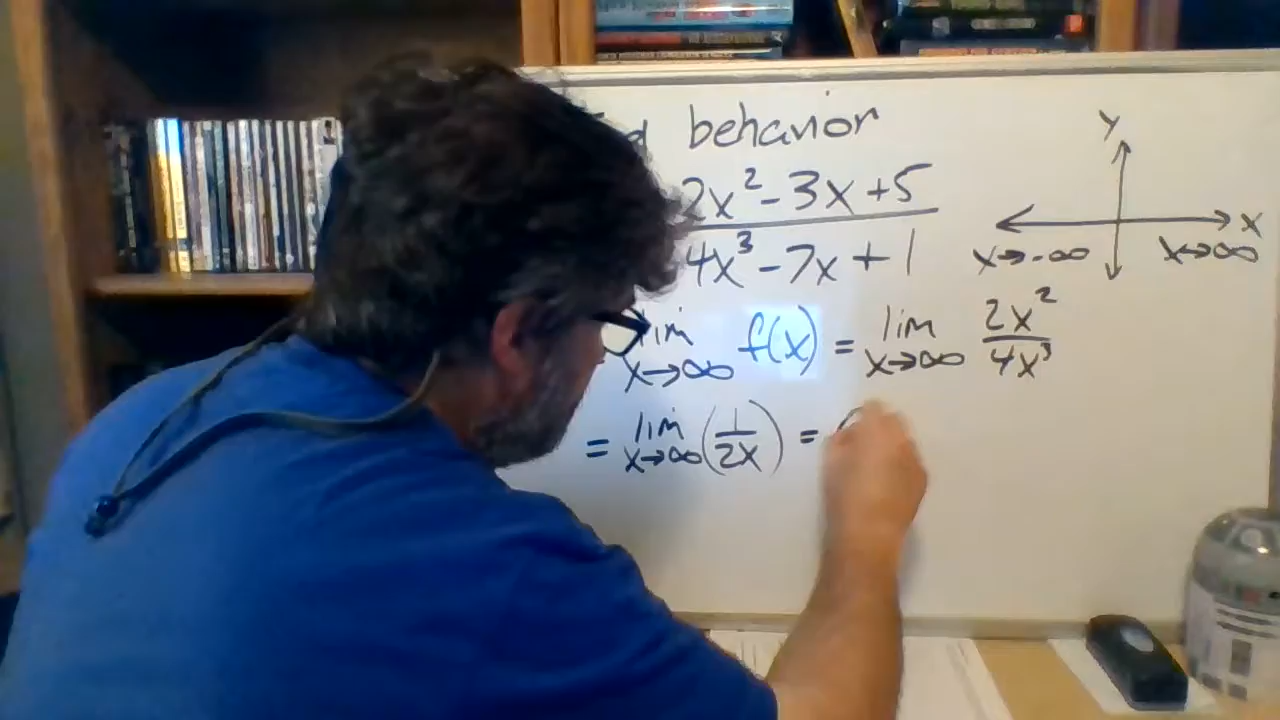 behavior
2x² - 3x + 5
4x³ - 7x + 1
y
x
x→-∞ x→∞
lim x→∞ f(x) = lim x→∞ 2x²/4x³
= lim x→∞ (1/2x) =